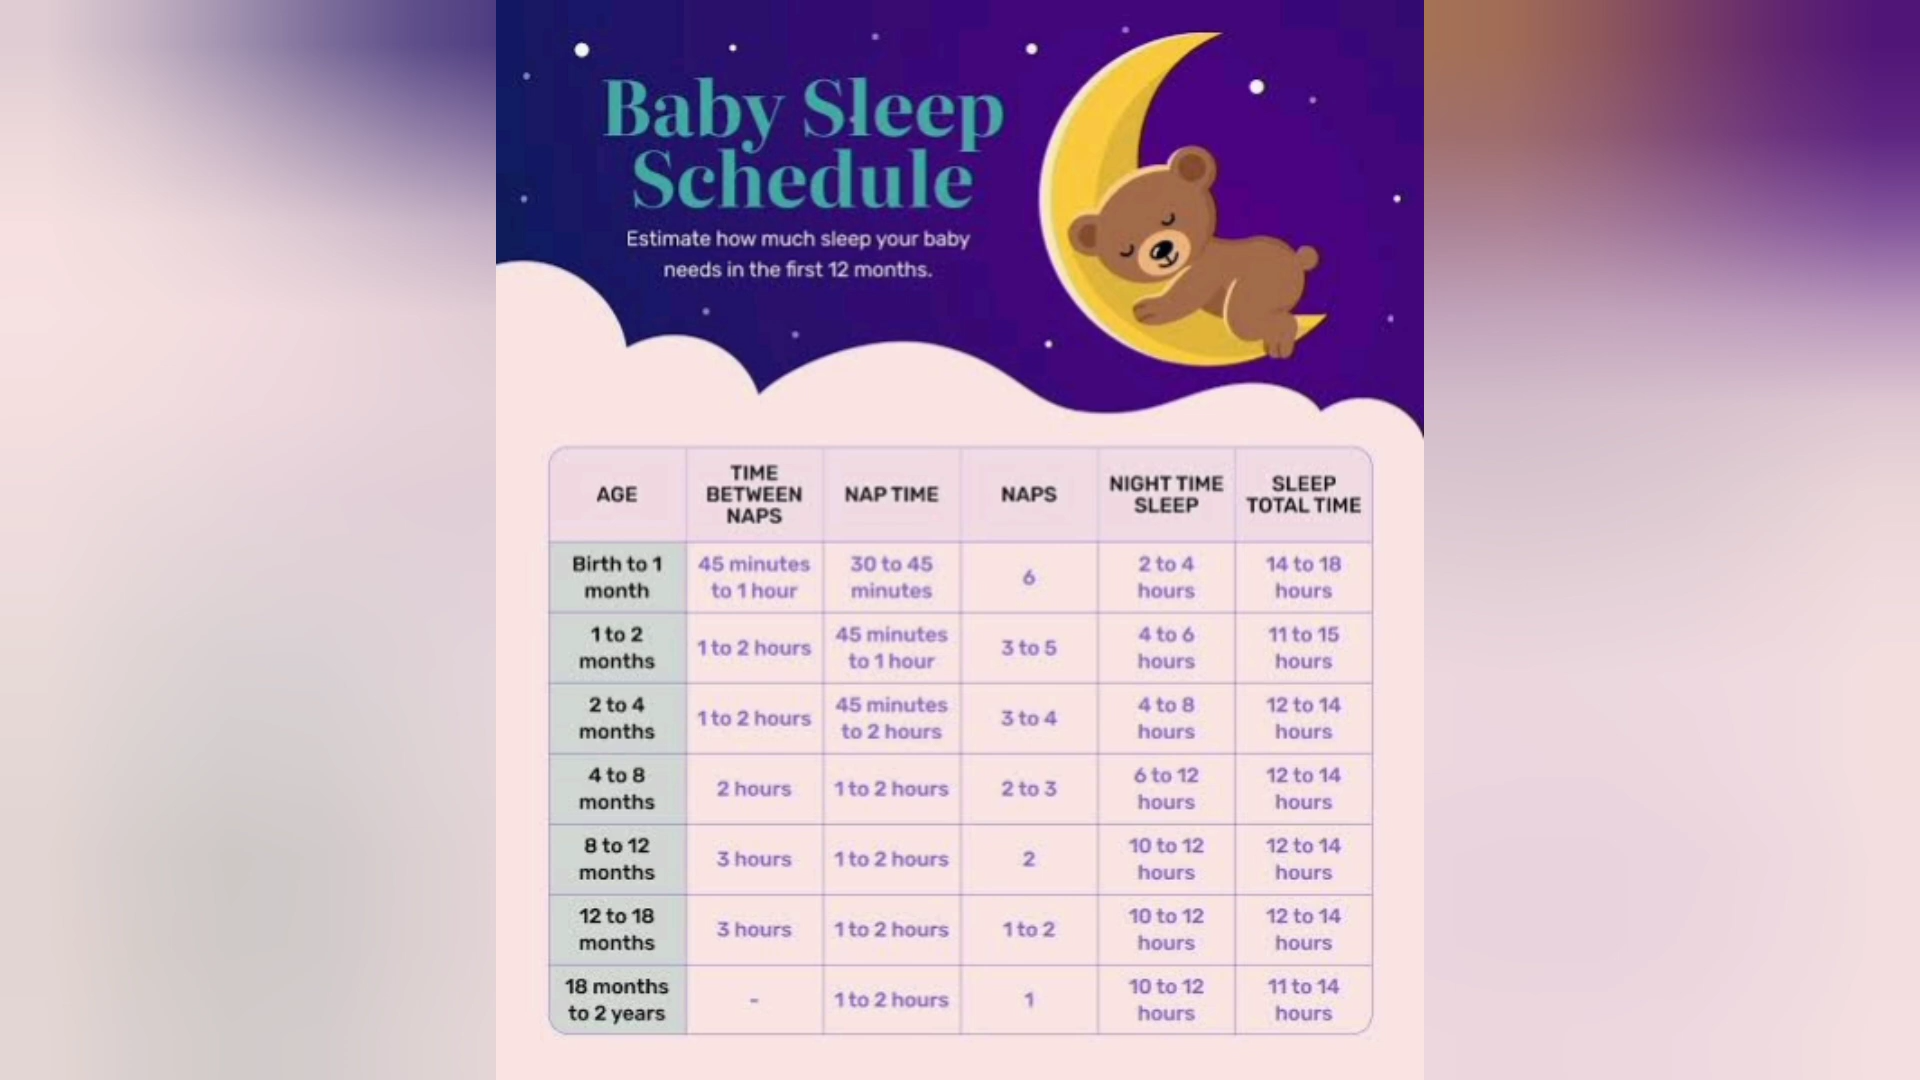 Baby Sleep
Schedule
Estimate how much sleep your baby
needs in the first 12 months.
AGE
TIME
BETWEEN
NAPS
NAP TIME
NAPS
NIGHT TIME
SLEEP
SLEEP
TOTAL TIME
Birth to 1
month
45 minutes
to 1 hour
30 to 45
minutes
6
2 to 4
hours
14 to 18
hours
1 to 2
months
1 to 2 hours
45 minutes
to 1 hour
3 to 5
4 to 6
hours
11 to 15
hours
2 to 4
months
1 to 2 hours
45 minutes
to 2 hours
3 to 4
4 to 8
hours
12 to 14
hours
4 to 8
months
2 hours
1 to 2 hours
2 to 3
6 to 12
hours
12 to 14
hours
8 to 12
months
3 hours
1 to 2 hours
2
10 to 12
hours
12 to 14
hours
12 to 18
months
3 hours
1 to 2 hours
1 to 2
10 to 12
hours
12 to 14
hours
18 months
to 2 years
-
1 to 2 hours
1
10 to 12
hours
11 to 14
hours